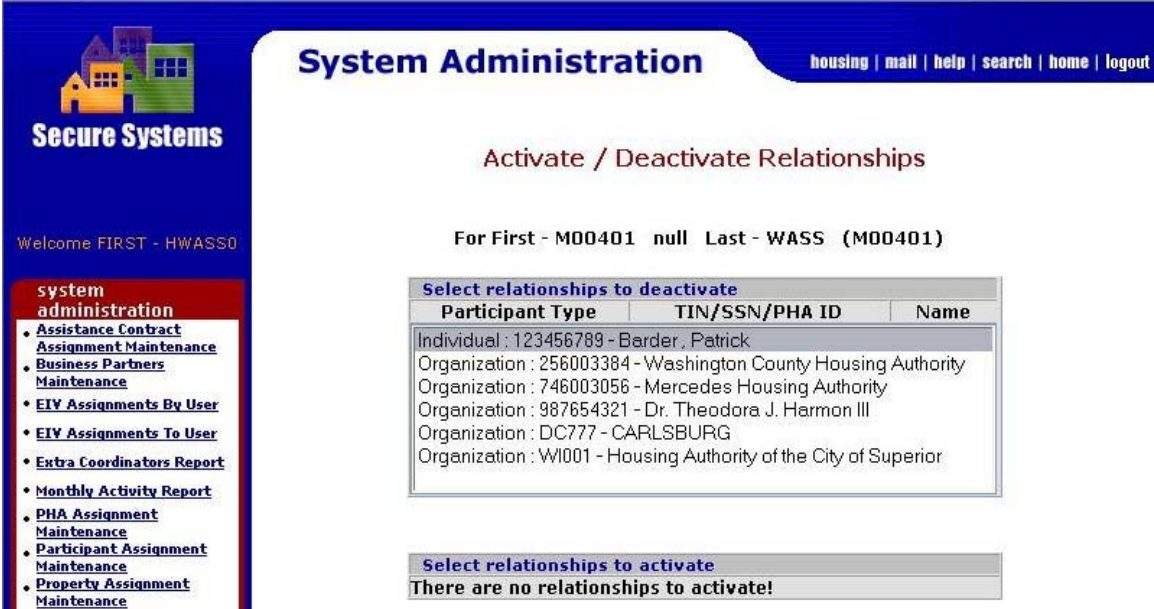 System Administration
housing | mail | help | search | home | logout
Secure Systems
Activate / Deactivate Relationships
Welcome FIRST - HWASS0
For First - M00401 null Last - WASS (M00401)
system
administration
Assistance Contract
Assignment Maintenance
Business Partners
Maintenance
EIV Assignments By User
EIV Assignments To User
Extra Coordinators Report
Monthly Activity Report
PHA Assignment
Maintenance
Participant Assignment
Maintenance
Property Assignment
Maintenance
Select relationships to deactivate
Participant Type TIN/SSN/PHA ID Name
Individual : 123456789 - Barder , Patrick
Organization : 256003384 - Washington County Housing Authority
Organization : 746003056 - Mercedes Housing Authority
Organization : 987654321 - Dr. Theodora J. Harmon III
Organization : DC777 - CARLSBURG
Organization : WI001 - Housing Authority of the City of Superior
Select relationships to activate
There are no relationships to activate!